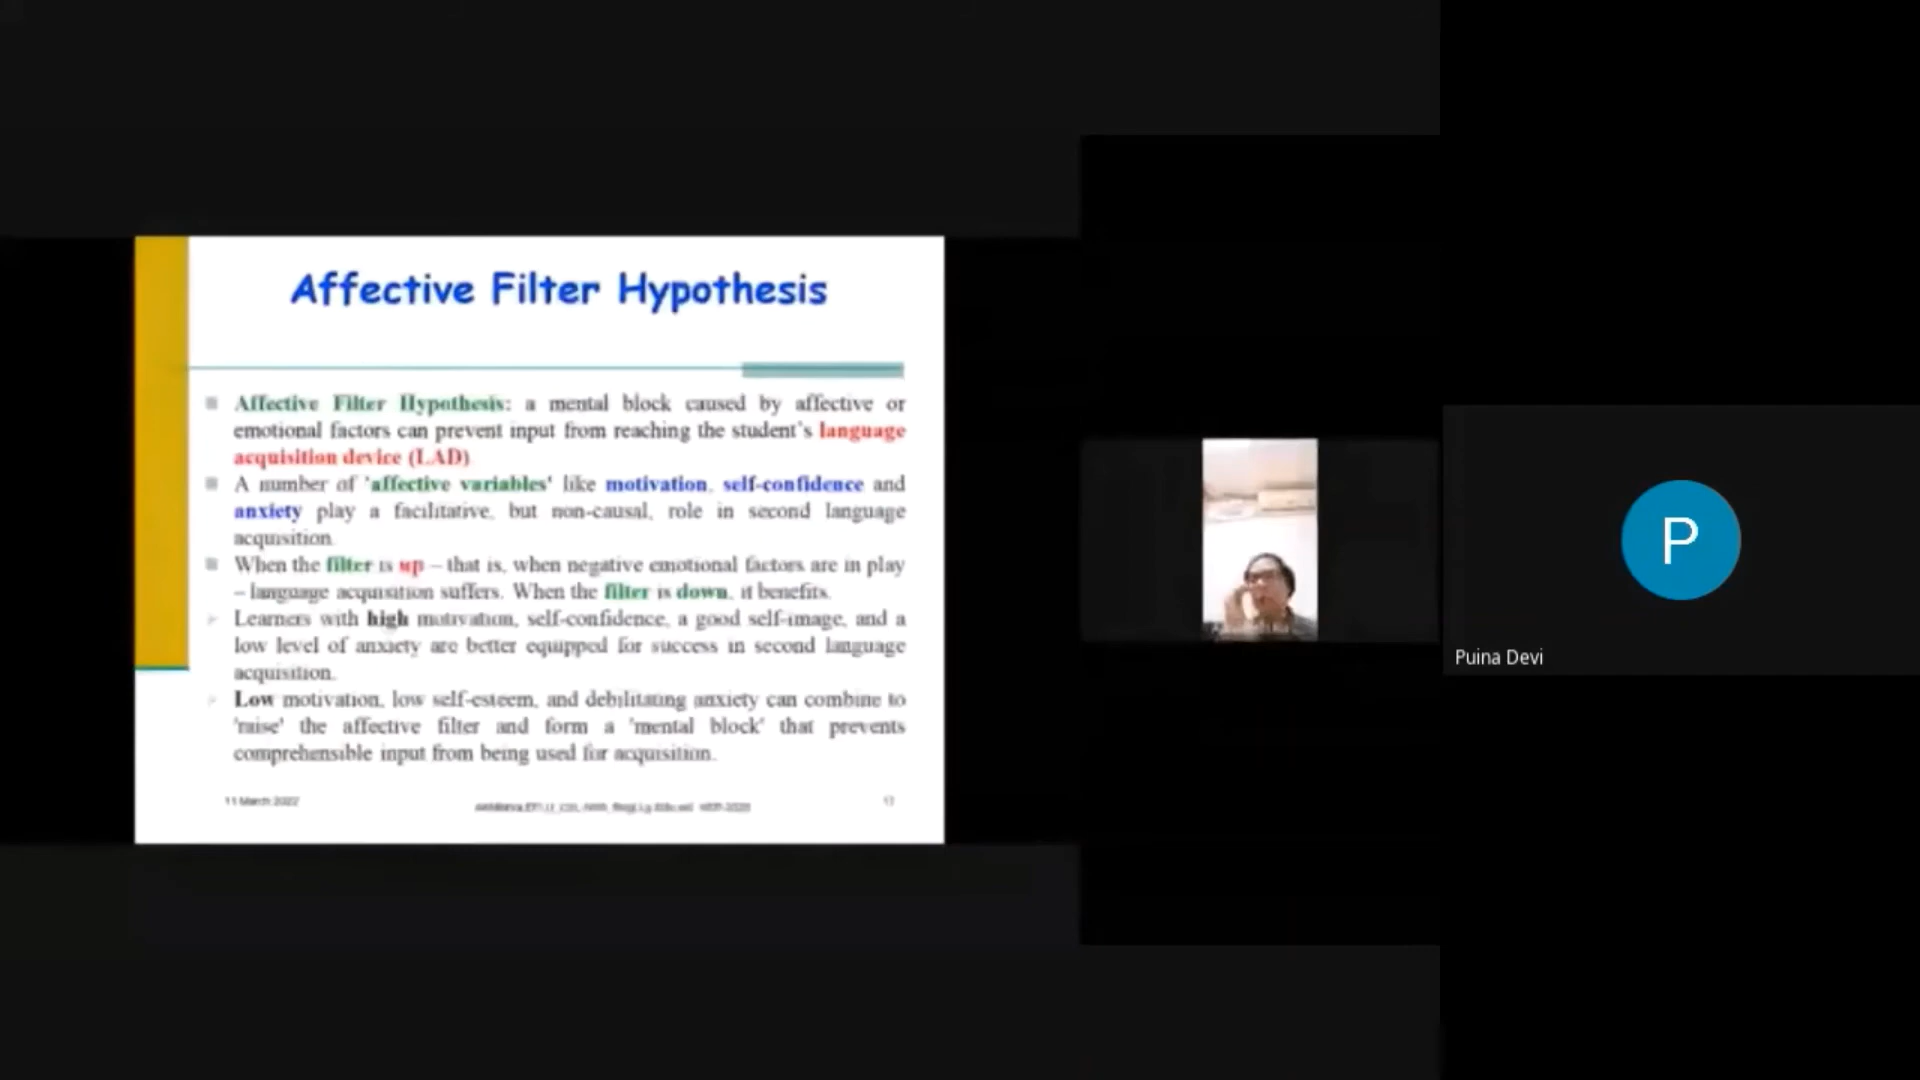 Affective Filter Hypothesis
Affective Filter Hypothesis: a mental block caused by affective or
emotional factors can prevent input from reaching the student's language
acquisition device (LAD)
A number of 'affective variables' like motivation, self-confidence and
anxiety play a facilitative, but non-causal, role in second language
acquisition
When the filter is up – that is, when negative emotional factors are in play
– language acquisition suffers. When the filter is down, it benefits.
Learners with high motivation, self-confidence, a good self-image, and a
low level of anxiety are better equipped for success in second language
acquisition.
Low motivation, low self-esteem, and debilitating anxiety can combine to
'raise' the affective filter and form a 'mental block' that prevents
comprehensible input from being used for acquisition.
11 March 2022
P
Puina Devi